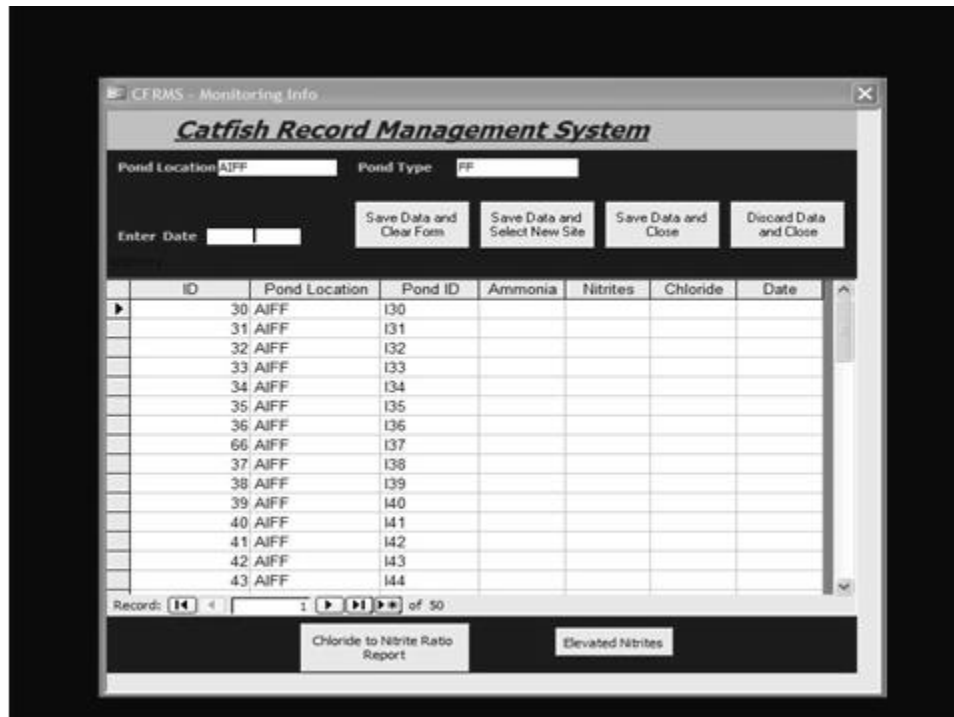 CFRMS - Monitoring Info
Catfish Record Management System
Pond Location AIFF Pond Type FF
Enter Date
Save Data and
Clear Form
Save Data and
Select New Site
Save Data and
Close
Discard Data
and Close
ID Pond Location Pond ID Ammonia Nitrites Chloride Date
30 AIFF I30
31 AIFF I31
32 AIFF I32
33 AIFF I33
34 AIFF I34
35 AIFF I35
36 AIFF I36
66 AIFF I37
37 AIFF I38
38 AIFF I39
39 AIFF I40
40 AIFF I41
41 AIFF I42
42 AIFF I43
43 AIFF I44
Record: 1 of 50
Chloride to Nitrite Ratio
Report
Elevated Nitrites